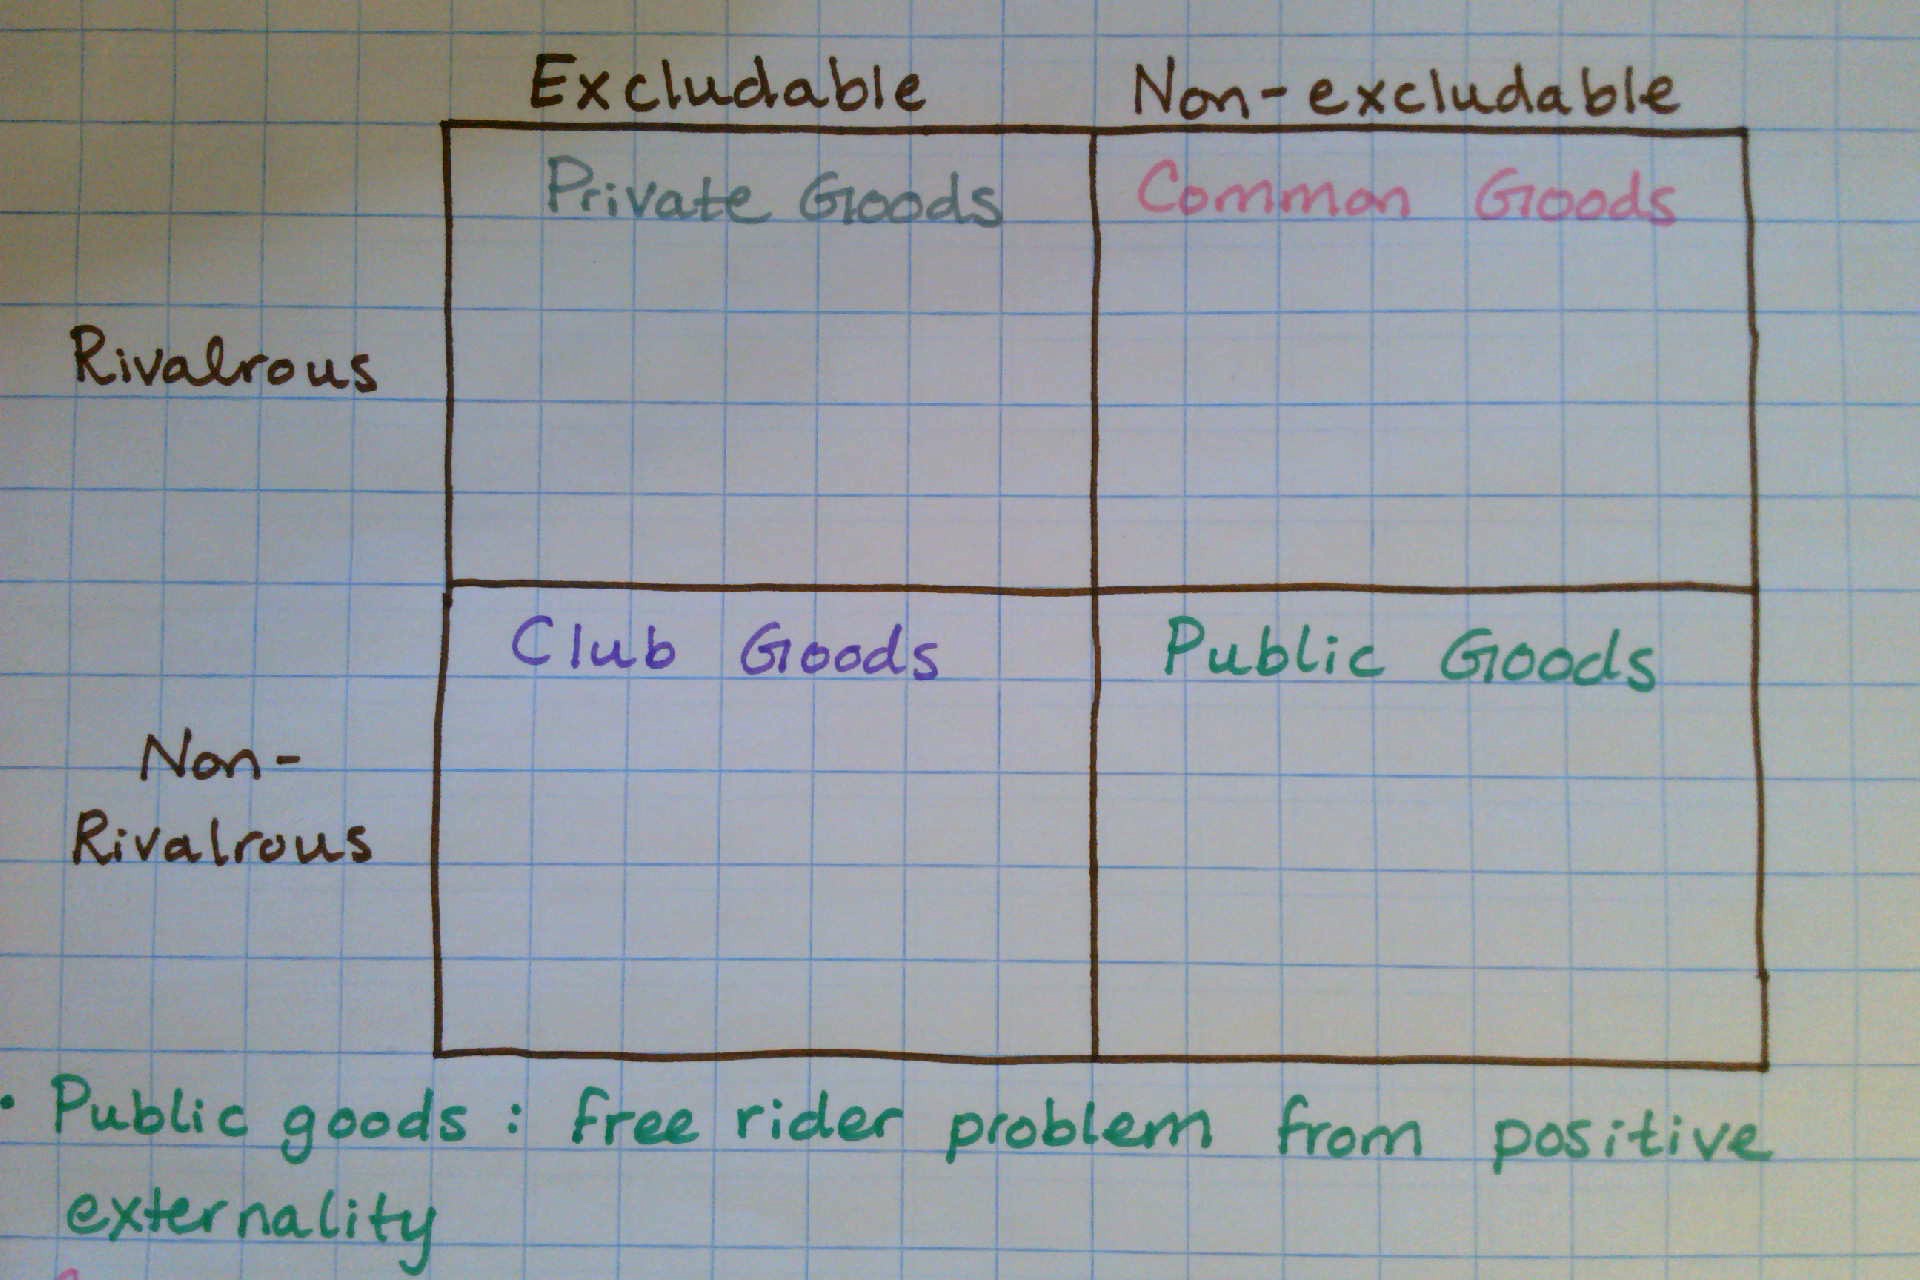 Excludable Non-excludable
Private Goods Common Goods
Rivalrous
Club Goods Public Goods
Non-
Rivalrous
• Public goods : free rider problem from positive
externality